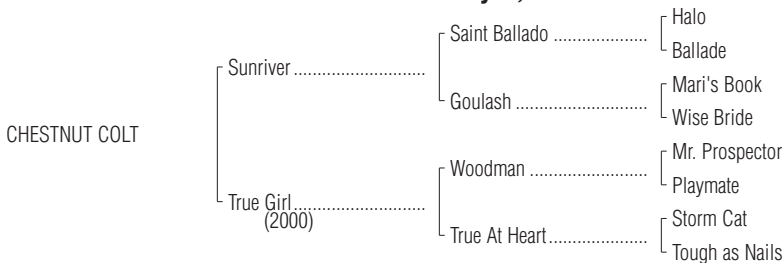 Halo
Saint Ballado ....................
Ballade
Sunriver ............................
Mari's Book
Goulash ............................
Wise Bride
CHESTNUT COLT
Mr. Prospector
Woodman .........................
Playmate
True Girl ............................
(2000)
Storm Cat
True At Heart .....................
Tough as Nails